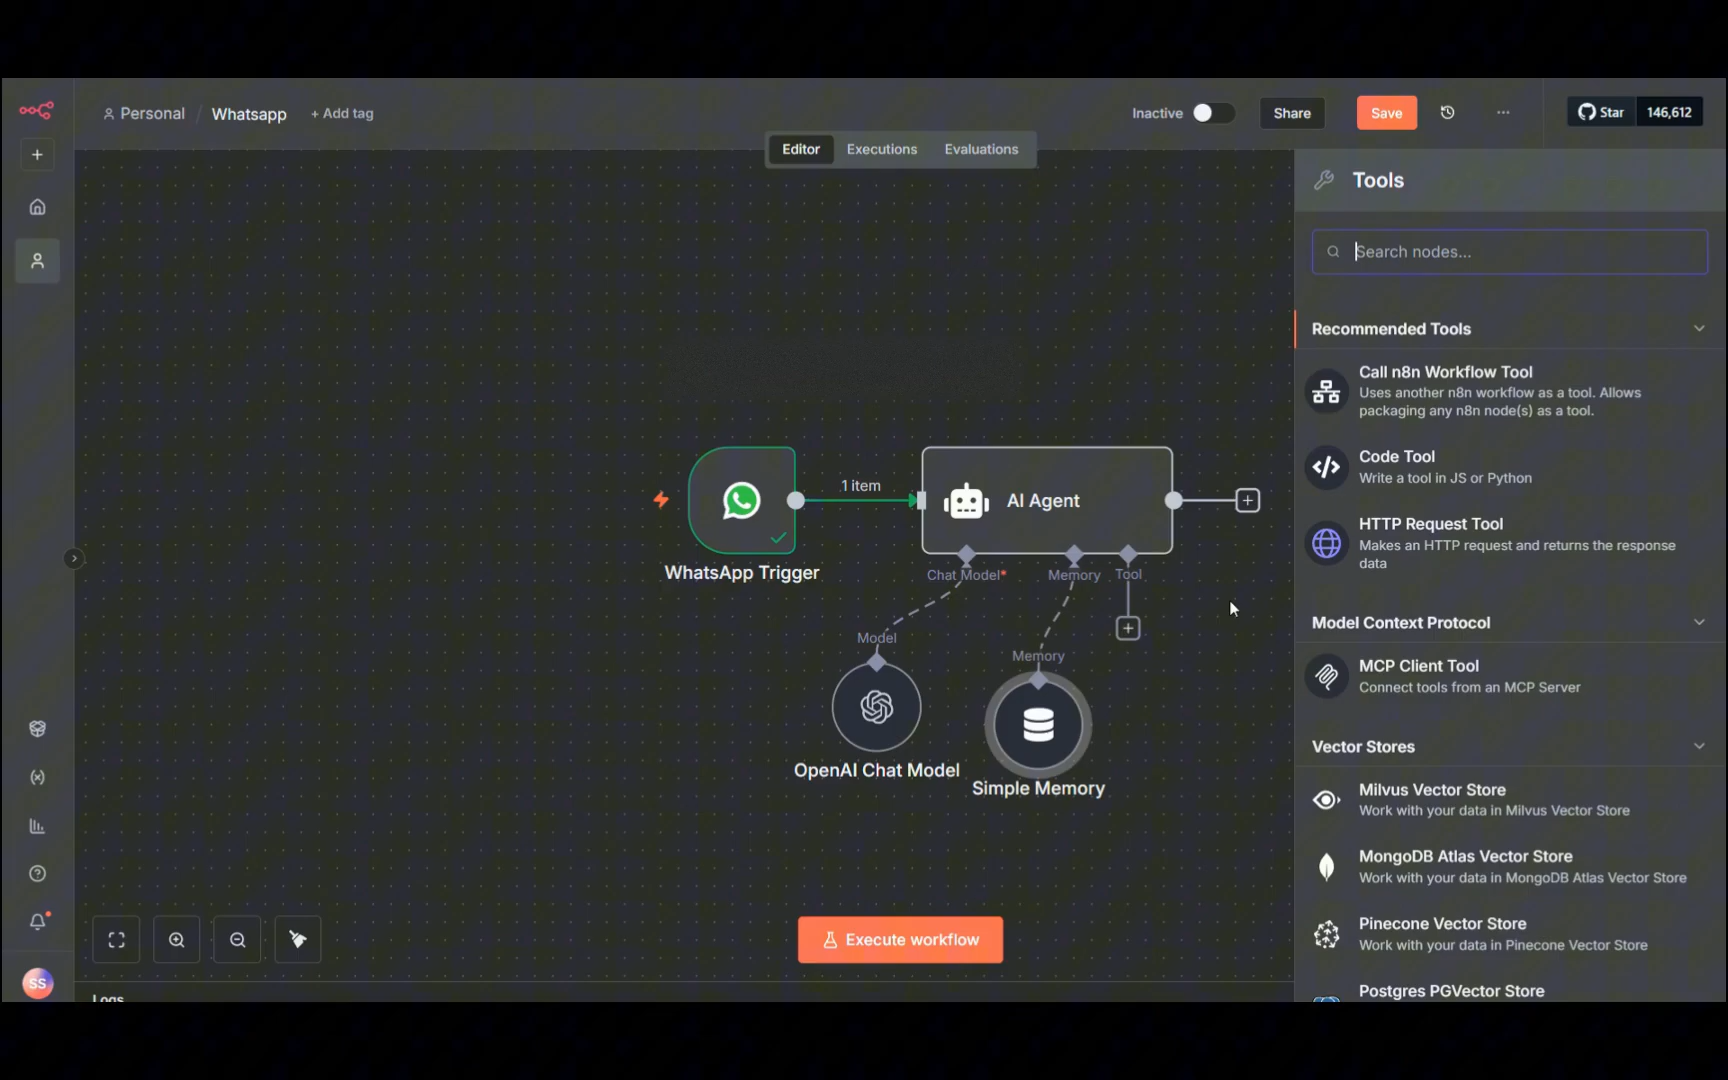 Personal / Whatsapp + Add tag
Inactive
Share
Save
Star 146,612
Editor Executions Evaluations
1 item
AI Agent
WhatsApp Trigger
Chat Model*
Memory
Tool
Model
Memory
OpenAI Chat Model
Simple Memory
Execute workflow
SS
Logs
Tools
Search nodes...
Recommended Tools
Call n8n Workflow Tool
Uses another n8n workflow as a tool. Allows
packaging any n8n node(s) as a tool.
Code Tool
Write a tool in JS or Python
HTTP Request Tool
Makes an HTTP request and returns the response
data
Model Context Protocol
MCP Client Tool
Connect tools from an MCP Server
Vector Stores
Milvus Vector Store
Work with your data in Milvus Vector Store
MongoDB Atlas Vector Store
Work with your data in MongoDB Atlas Vector Store
Pinecone Vector Store
Work with your data in Pinecone Vector Store
Postgres PGVector Store